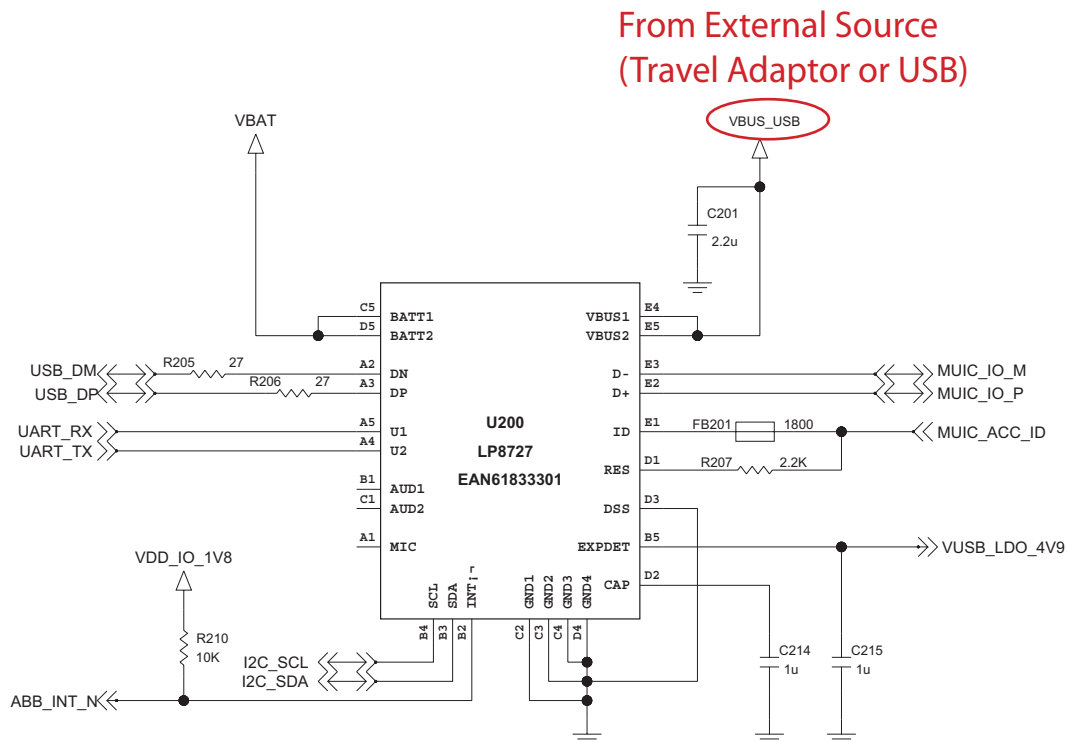 From External Source
(Travel Adaptor or USB)
VBAT
VBUS_USB
C201
2.2u
C5
BATT1
D5
BATT2
VBUS1
E4
VBUS2
E5
USB_DM
R205
27
A2
DN
D-
E3
MUIC_IO_M
USB_DP
R206
27
A3
DP
D+
E2
MUIC_IO_P
UART_RX
A5
U1
U200
ID
E1
FB201
1800
MUIC_ACC_ID
UART_TX
A4
U2
LP8727
RES
D1
R207
2.2K
EAN61833301
B1
AUD1
C1
AUD2
DSS
D3
A1
MIC
EXPDET
B5
VUSB_LDO_4V9
VDD_IO_1V8
CAP
D2
SCL
SDA
INT¡¬
GND1
GND2
GND3
GND4
B4
B3
B2
C2
C3
C4
D4
R210
10K
C214
1u
C215
1u
I2C_SCL
I2C_SDA
ABB_INT_N